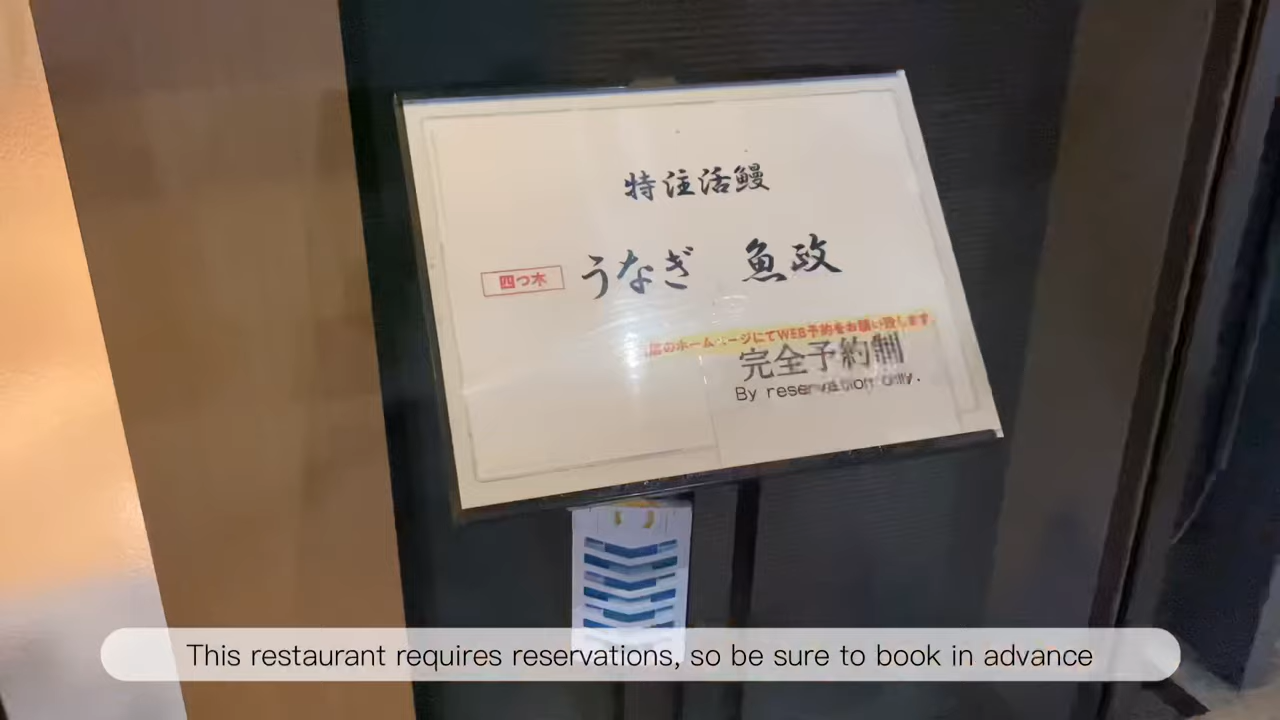 特注活鰻
四つ木 うなぎ 魚政
のホームページにてWEB予約をお願い致します。
完全予約制
By reservation only.
This restaurant requires reservations, so be sure to book in advance